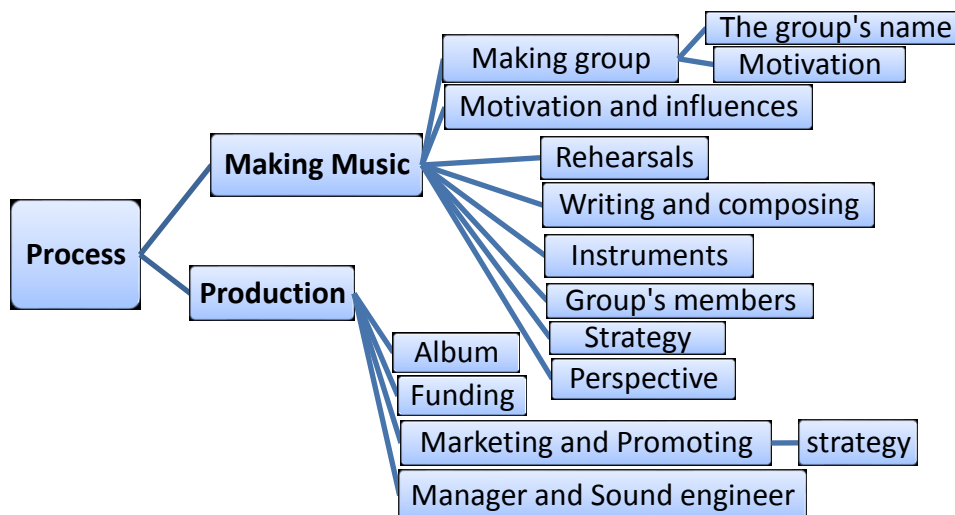 The group's name
Making group
Motivation
Motivation and influences
Making Music
Rehearsals
Writing and composing
Process
Instruments
Production
Group's members
Strategy
Album
Perspective
Funding
Marketing and Promoting
strategy
Manager and Sound engineer